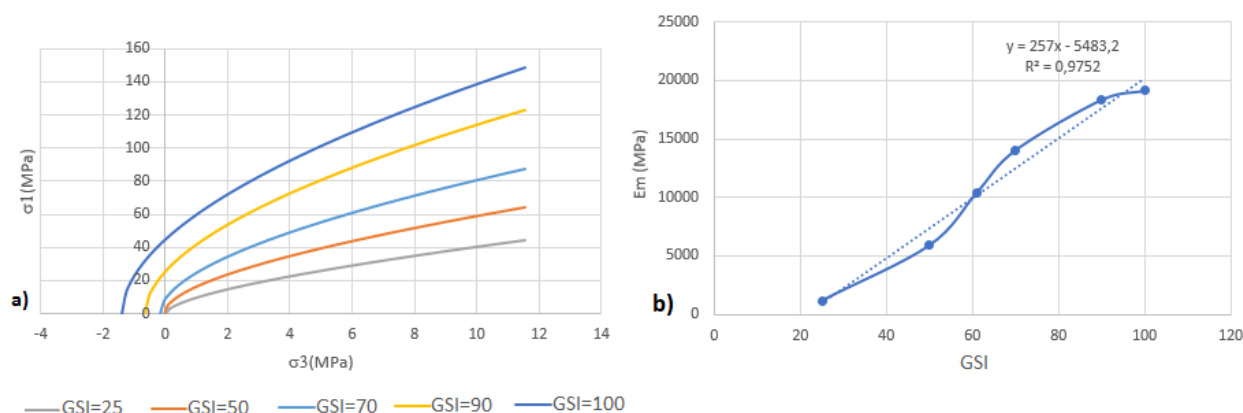 a)
160
140
120
100
80
60
40
20
0
σ1(MPa)
-4 -2 0 2 4 6 8 10 12 14
σ3(MPa)
GSI=25 GSI=50 GSI=70 GSI=90 GSI=100
b)
25000
20000
15000
10000
5000
0
Em (MPa)
y = 257x - 5483,2
R² = 0,9752
0 20 40 60 80 100 120
GSI